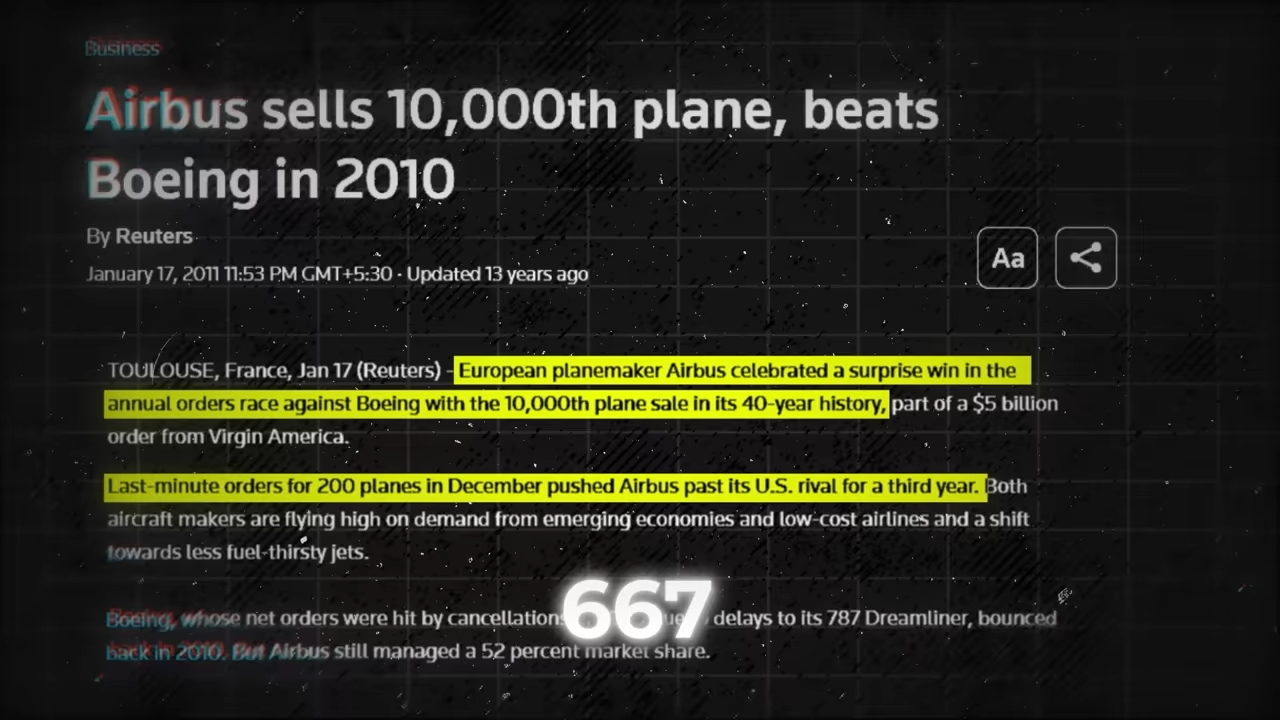 Business
Airbus sells 10,000th plane, beats
Boeing in 2010
By Reuters
January 17, 2011 11:53 PM GMT+5:30 · Updated 13 years ago
Aa
TOULOUSE, France, Jan 17 (Reuters) - European planemaker Airbus celebrated a surprise win in the
annual orders race against Boeing with the 10,000th plane sale in its 40-year history, part of a $5 billion
order from Virgin America.
Last-minute orders for 200 planes in December pushed Airbus past its U.S. rival for a third year. Both
aircraft makers are flying high on demand from emerging economies and low-cost airlines and a shift
towards less fuel-thirsty jets.
Boeing, whose net orders were hit by cancellations delays to its 787 Dreamliner, bounced
back in 2010. But Airbus still managed a 52 percent market share.
667